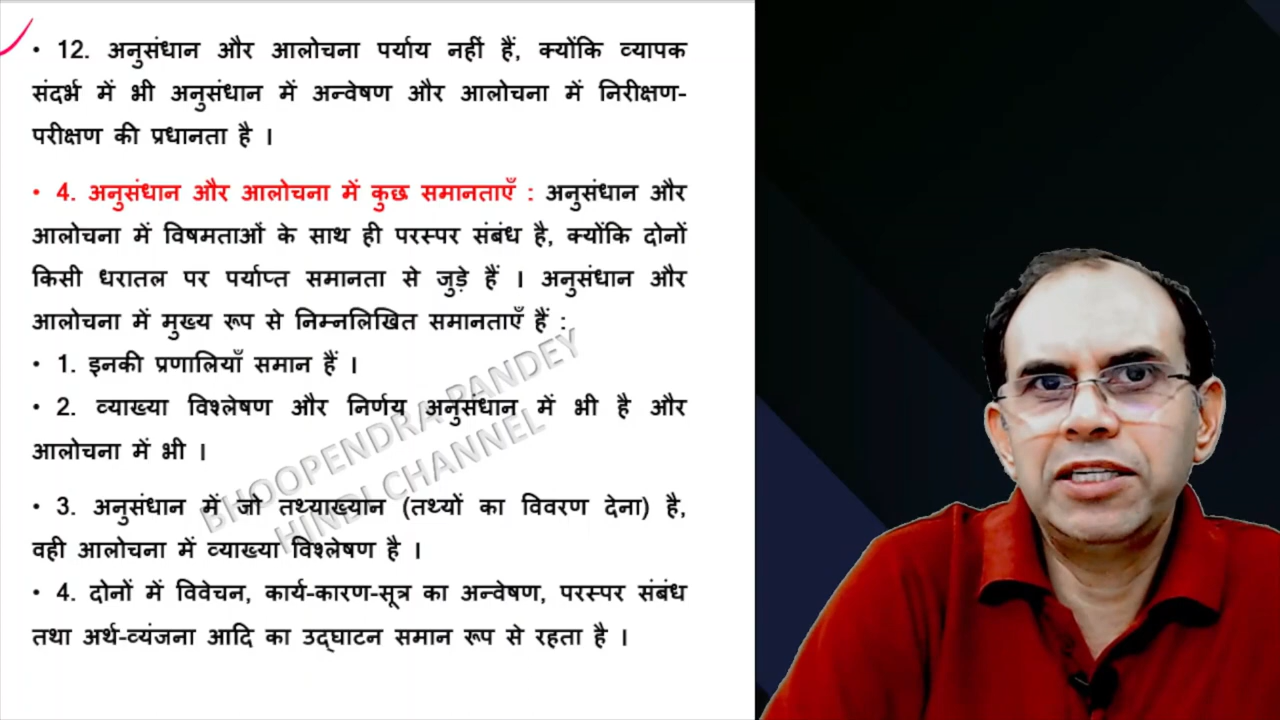 • 12. अनुसंधान और आलोचना पर्याय नहीं हैं, क्योंकि व्यापक
संदर्भ में भी अनुसंधान में अन्वेषण और आलोचना में निरीक्षण-
परीक्षण की प्रधानता है ।
• 4. अनुसंधान और आलोचना में कुछ समानताएँ : अनुसंधान और
आलोचना में विषमताओं के साथ ही परस्पर संबंध है, क्योंकि दोनों
किसी धरातल पर पर्याप्त समानता से जुड़े हैं । अनुसंधान और
आलोचना में मुख्य रूप से निम्नलिखित समानताएँ हैं :
• 1. इनकी प्रणालियाँ समान हैं ।
• 2. व्याख्या विश्लेषण और निर्णय अनुसंधान में भी है और
आलोचना में भी ।
• 3. अनुसंधान में जो तथ्याख्यान (तथ्यों का विवरण देना) है,
वही आलोचना में व्याख्या विश्लेषण है ।
• 4. दोनों में विवेचन, कार्य-कारण-सूत्र का अन्वेषण, परस्पर संबंध
तथा अर्थ-व्यंजना आदि का उद्घाटन समान रूप से रहता है ।
BHOOPENDRA PANDEY
HINDI CHANNEL